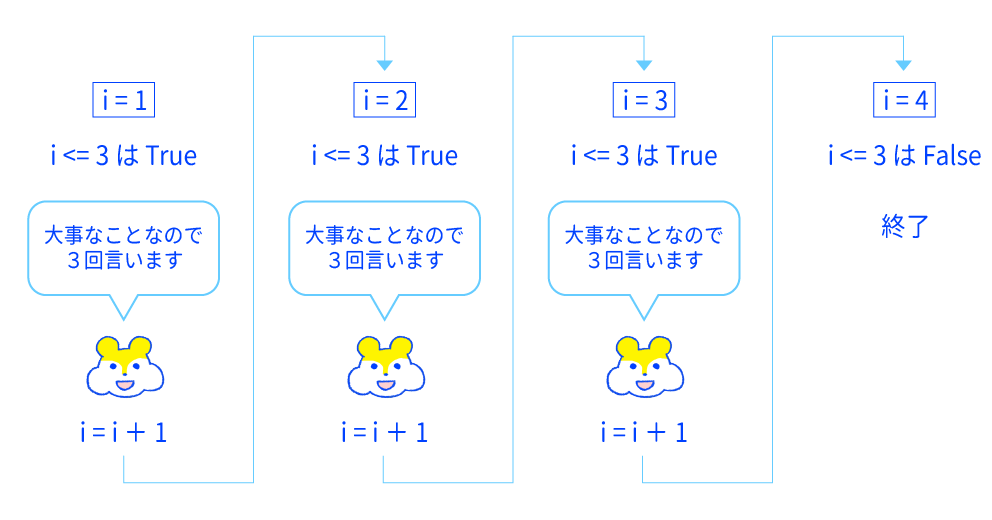 i = 1
i <= 3 は True
大事なことなので
３回言います
i = i + 1
i = 2
i <= 3 は True
大事なことなので
３回言います
i = i + 1
i = 3
i <= 3 は True
大事なことなので
３回言います
i = i + 1
i = 4
i <= 3 は False
終了